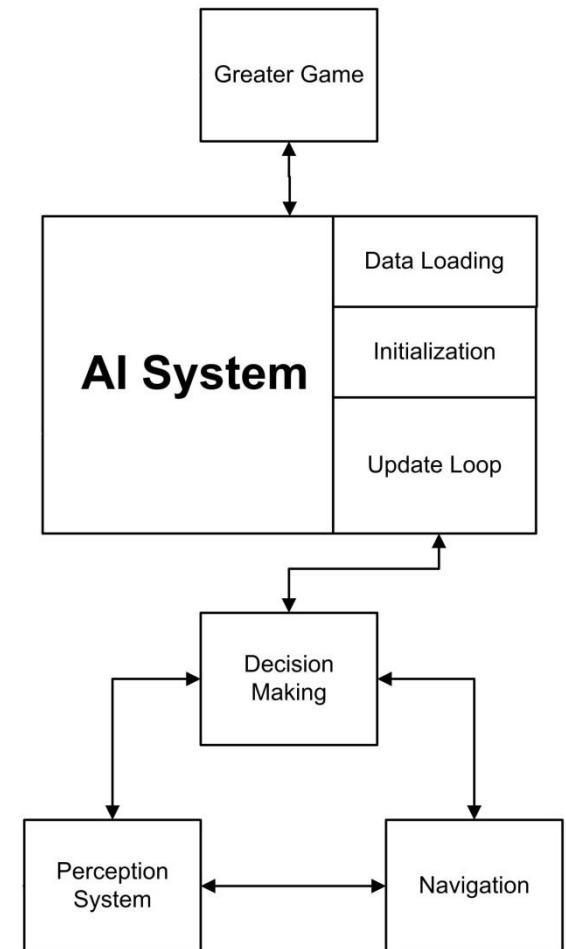 Greater Game
AI System
Data Loading
Initialization
Update Loop
Decision
Making
Perception
System
Navigation